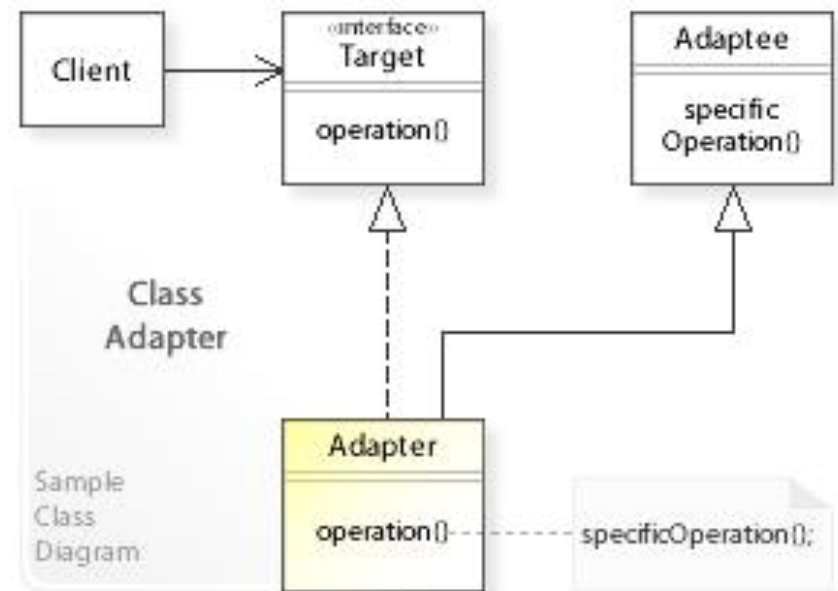 Client
«interface»
Target
operation()
Adaptee
specific
Operation()
Class
Adapter
Sample
Class
Diagram
Adapter
operation()
specificOperation();